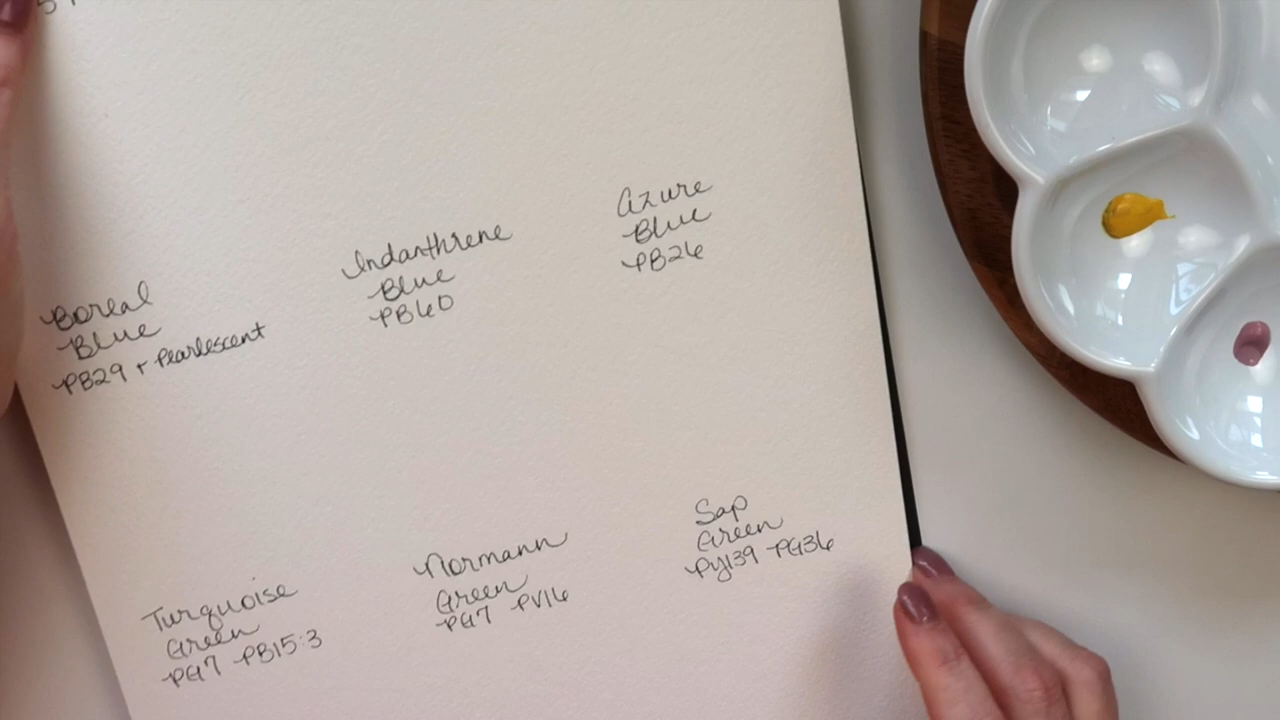 Boreal
Blue
PB29 + Pearlescent
Indanthrene
Blue
PB60
Azure
Blue
PB26
Turquoise
Green
PG7 PB15:3
Normann
Green
PG7 PV16
Sap
Green
PY139 PG36